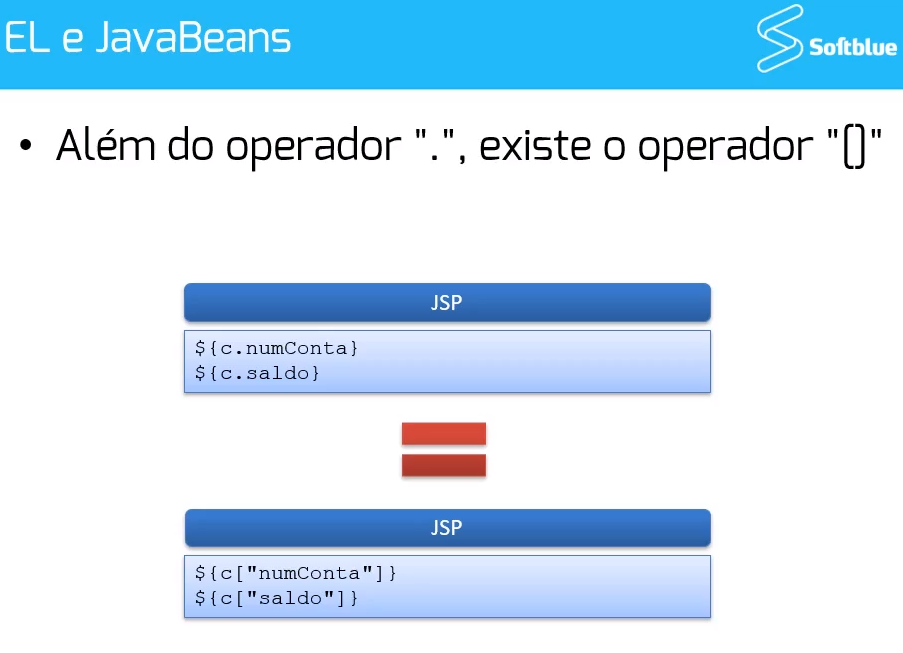 EL e JavaBeans
Softblue
• Além do operador ".", existe o operador "[]"
JSP
${c.numConta}
${c.saldo}
JSP
${c["numConta"]}
${c["saldo"]}